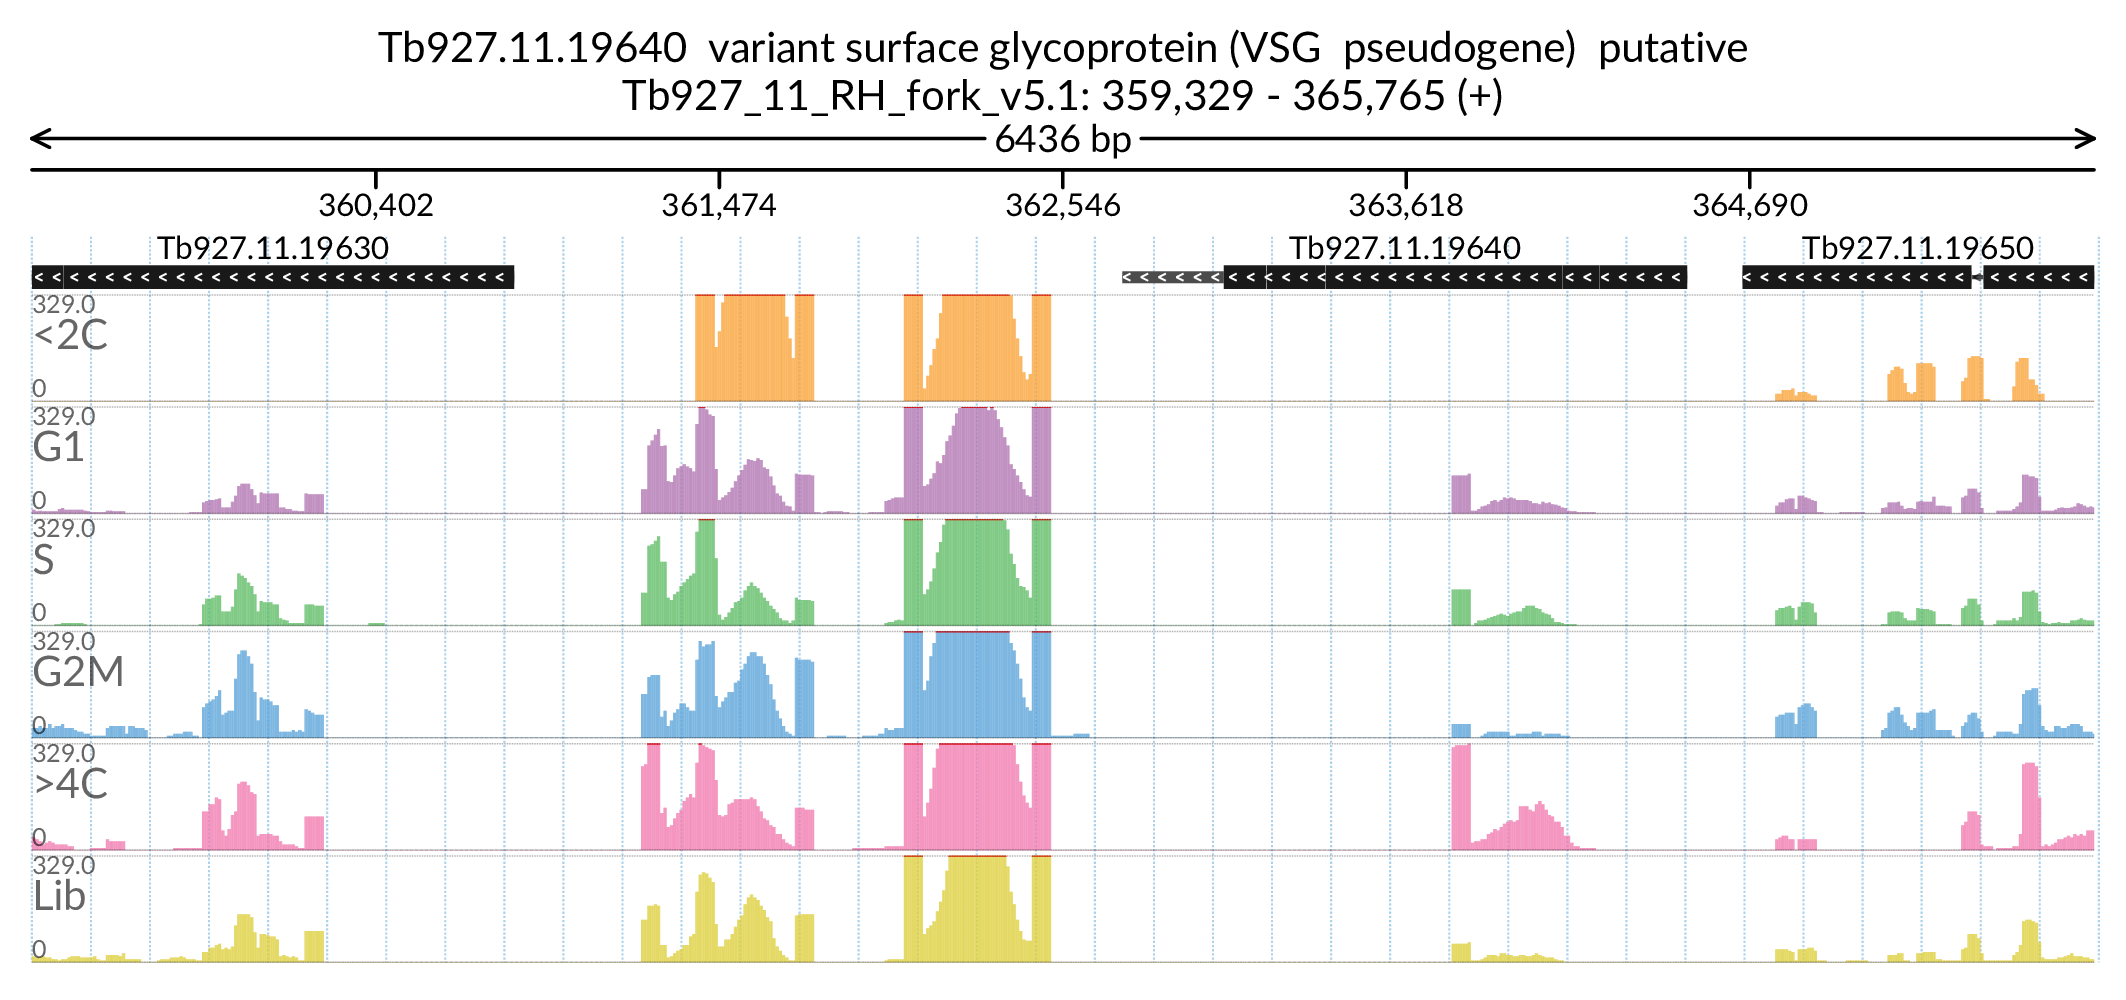 Tb927.11.19640 variant surface glycoprotein (VSG pseudogene) putative
Tb927_11_RH_fork_v5.1: 359,329 - 365,765 (+)
6436 bp
360,402 361,474 362,546 363,618 364,690
Tb927.11.19630 Tb927.11.19640 Tb927.11.19650
329.0
<2C
0
329.0
G1
0
329.0
S
0
329.0
G2M
0
329.0
>4C
0
329.0
Lib
0